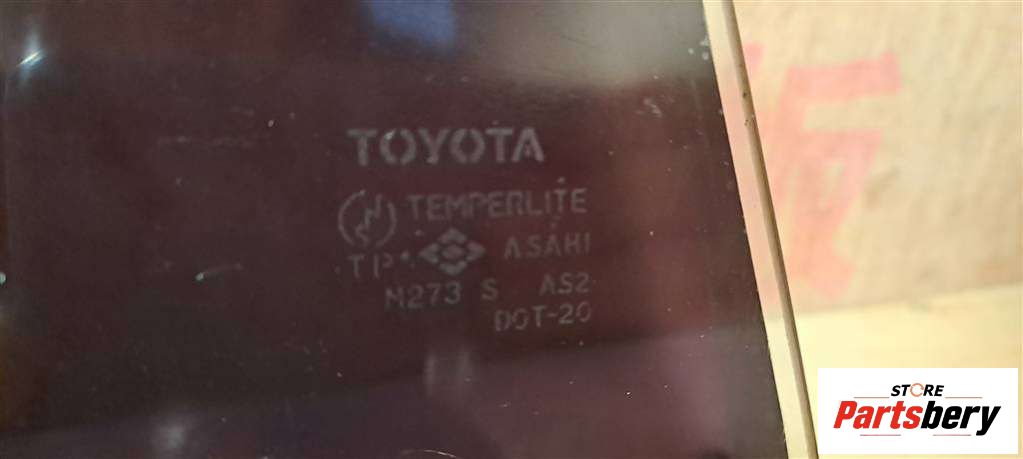 TOYOTA
TEMPERLITE
TP ASAHI
M273 S AS2
DOT-20
STORE
Partsbery